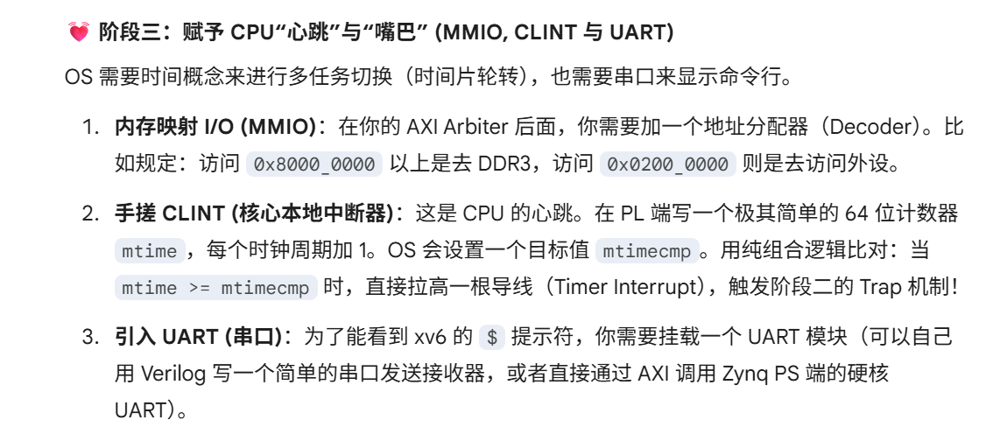 💓 阶段三：赋予 CPU“心跳”与“嘴巴” (MMIO, CLINT 与 UART)
OS 需要时间概念来进行多任务切换（时间片轮转），也需要串口来显示命令行。
1. 内存映射 I/O (MMIO)：在你的 AXI Arbiter 后面，你需要加一个地址分配器（Decoder）。比
如规定：访问 0x8000_0000 以上是去 DDR3，访问 0x0200_0000 则是去访问外设。
2. 手搓 CLINT (核心本地中断器)：这是 CPU 的心跳。在 PL 端写一个极其简单的 64 位计数器
mtime，每个时钟周期加 1。OS 会设置一个目标值 mtimecmp。用纯组合逻辑比对：当
mtime >= mtimecmp 时，直接拉高一根导线（Timer Interrupt），触发阶段二的 Trap 机制！
3. 引入 UART (串口)：为了能看到 xv6 的 $ 提示符，你需要挂载一个 UART 模块（可以自己
用 Verilog 写一个简单的串口发送接收器，或者直接通过 AXI 调用 Zynq PS 端的硬核
UART）。